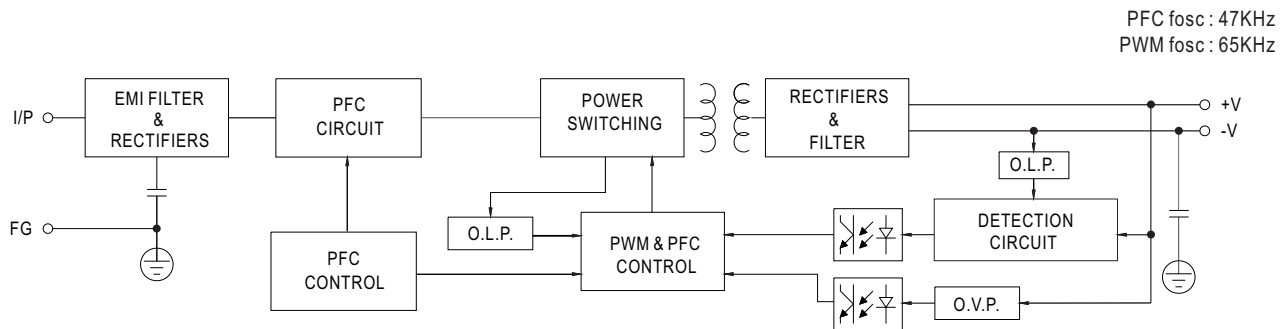 PFC fosc : 47KHz
PWM fosc : 65KHz
I/P
EMI FILTER
&
RECTIFIERS
PFC
CIRCUIT
POWER
SWITCHING
RECTIFIERS
&
FILTER
+V
-V
O.L.P.
FG
O.L.P.
PFC
CONTROL
PWM & PFC
CONTROL
DETECTION
CIRCUIT
O.V.P.